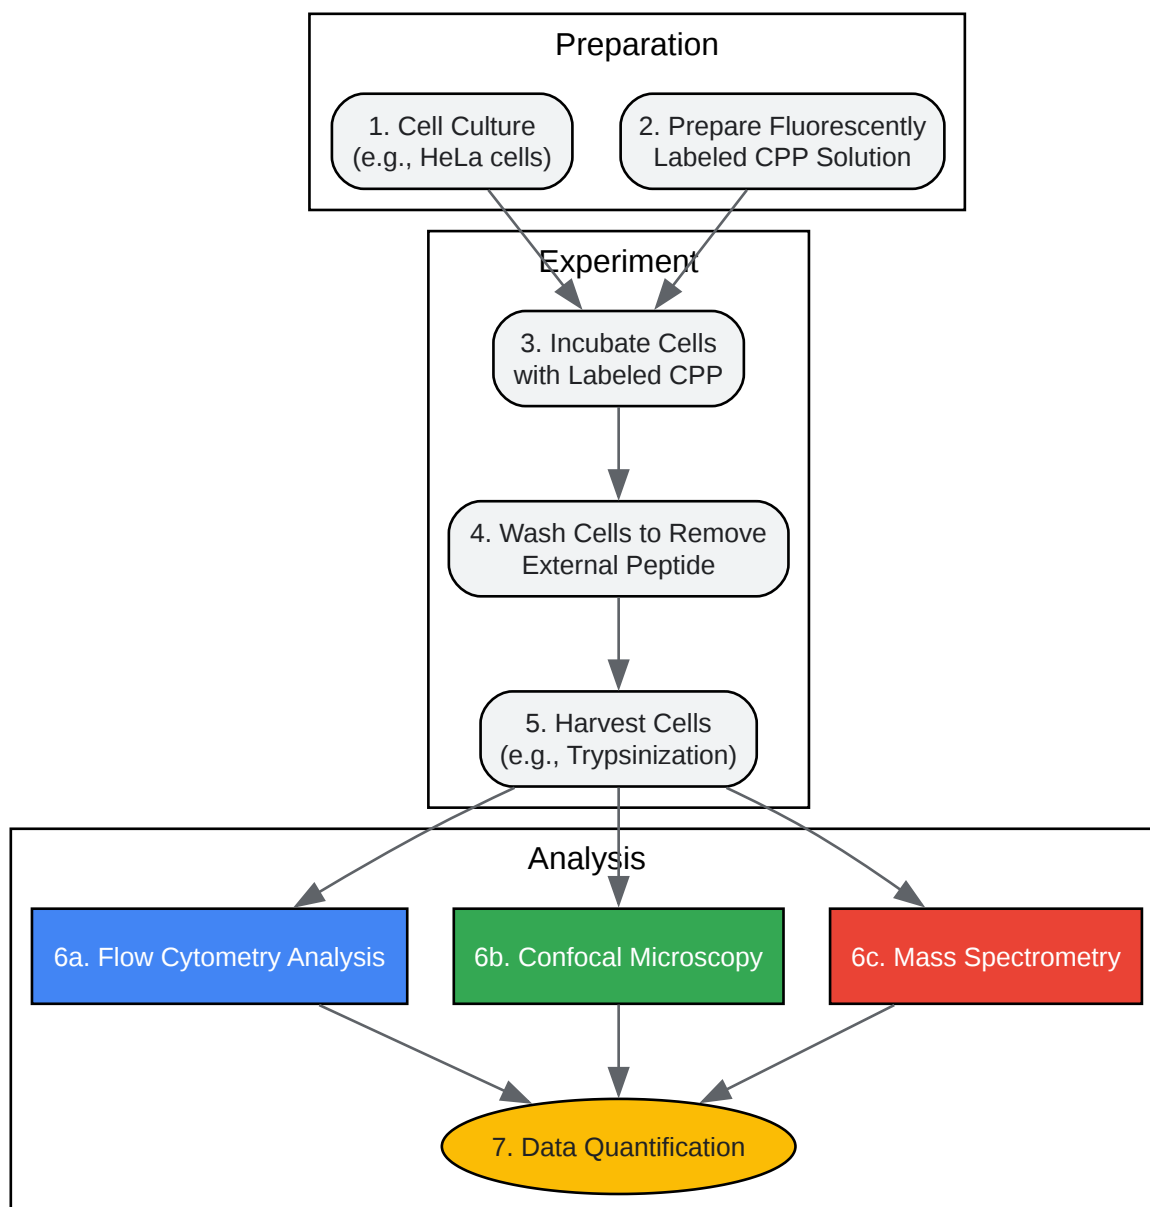 Preparation
1. Cell Culture
(e.g., HeLa cells)
2. Prepare Fluorescently
Labeled CPP Solution
Experiment
3. Incubate Cells
with Labeled CPP
4. Wash Cells to Remove
External Peptide
5. Harvest Cells
(e.g., Trypsinization)
Analysis
6a. Flow Cytometry Analysis
6b. Confocal Microscopy
6c. Mass Spectrometry
7. Data Quantification